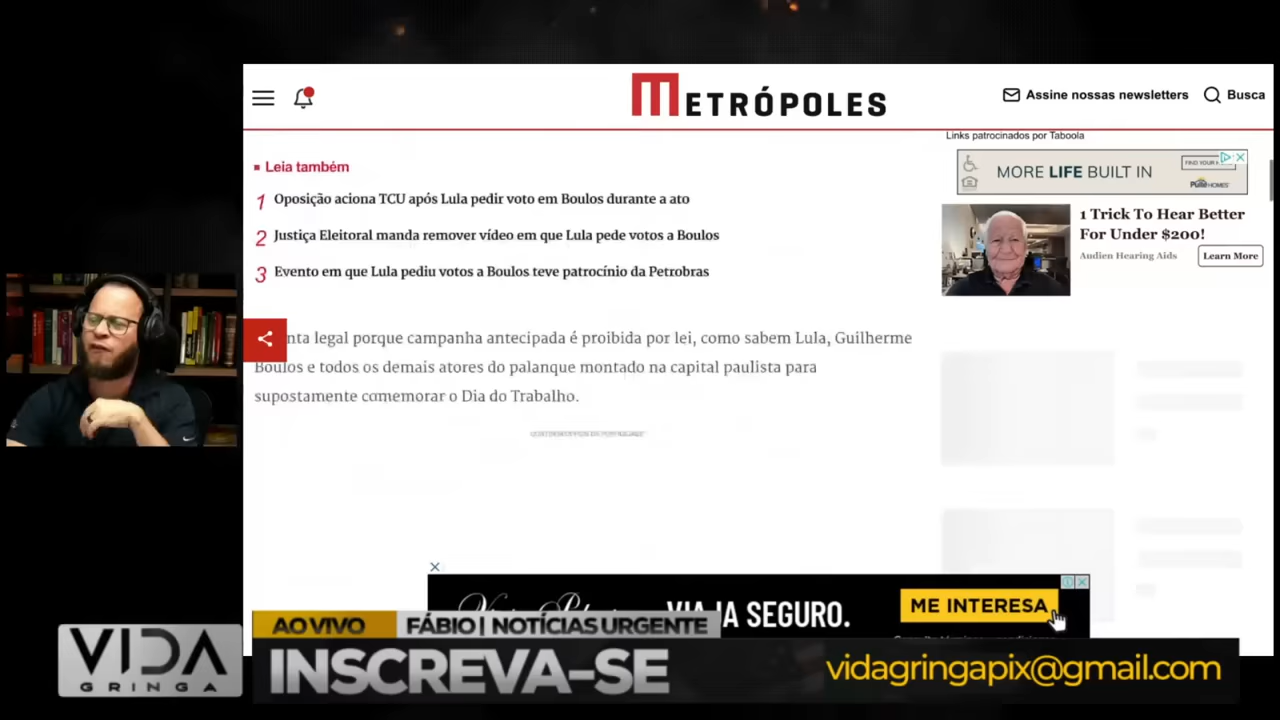 METRÓPOLES
Assine nossas newsletters
Busca
Links patrocinados por Taboola
Leia também
1 Oposição aciona TCU após Lula pedir voto em Boulos durante a ato
2 Justiça Eleitoral manda remover vídeo em que Lula pede votos a Boulos
3 Evento em que Lula pediu votos a Boulos teve patrocínio da Petrobras
MORE LIFE BUILT IN
1 Trick To Hear Better
For Under $200!
Audien Hearing Aids
Learn More
legal porque campanha antecipada é proibida por lei, como sabem Lula, Guilherme
Boulos e todos os demais atores do palanque montado na capital paulista para
supostamente comemorar o Dia do Trabalho.
VIAJA SEGURO.
ME INTERESA
AO VIVO
FÁBIO | NOTÍCIAS URGENTE
VIDA
GRINGA
INSCREVA-SE
vidagringapix@gmail.com